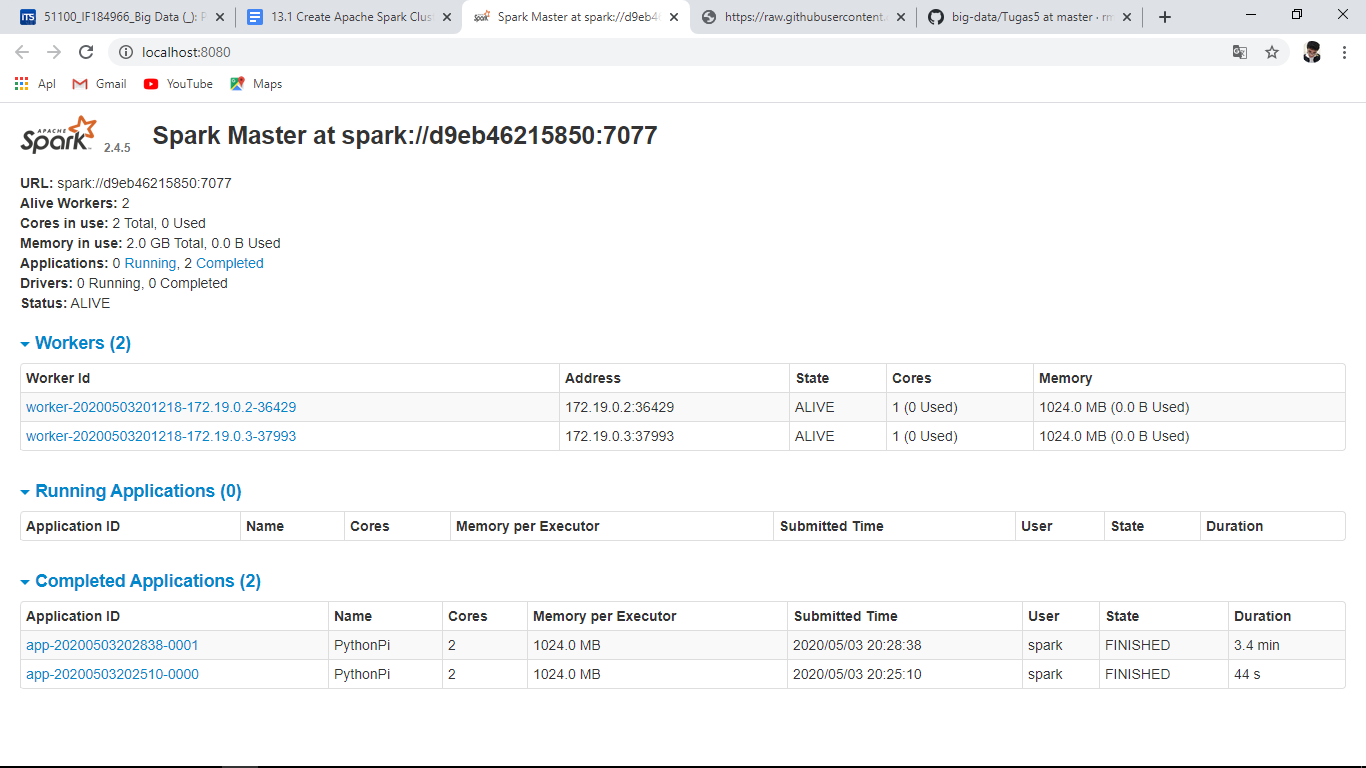 51100_IF184966_Big Data (_): P
13.1 Create Apache Spark Clus
Spark Master at spark://d9eb46
https://raw.githubusercontent.
big-data/Tugas5 at master · rm
localhost:8080
Apl Gmail YouTube Maps
APACHE Spark 2.4.5 Spark Master at spark://d9eb46215850:7077
URL: spark://d9eb46215850:7077
Alive Workers: 2
Cores in use: 2 Total, 0 Used
Memory in use: 2.0 GB Total, 0.0 B Used
Applications: 0 Running, 2 Completed
Drivers: 0 Running, 0 Completed
Status: ALIVE
Workers (2)
Worker Id Address State Cores Memory
worker-20200503201218-172.19.0.2-36429 172.19.0.2:36429 ALIVE 1 (0 Used) 1024.0 MB (0.0 B Used)
worker-20200503201218-172.19.0.3-37993 172.19.0.3:37993 ALIVE 1 (0 Used) 1024.0 MB (0.0 B Used)
Running Applications (0)
Application ID Name Cores Memory per Executor Submitted Time User State Duration
Completed Applications (2)
Application ID Name Cores Memory per Executor Submitted Time User State Duration
app-20200503202838-0001 PythonPi 2 1024.0 MB 2020/05/03 20:28:38 spark FINISHED 3.4 min
app-20200503202510-0000 PythonPi 2 1024.0 MB 2020/05/03 20:25:10 spark FINISHED 44 s